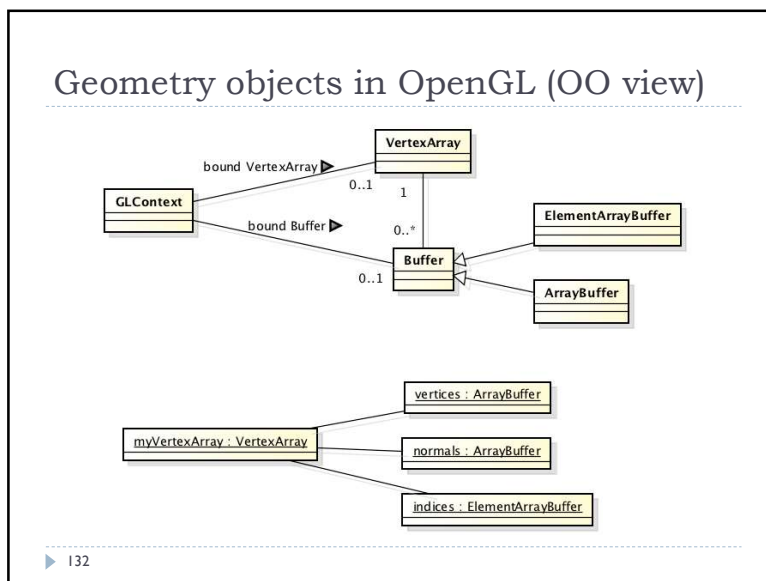 Geometry objects in OpenGL (OO view)
VertexArray
bound VertexArray
0..1
1
GLContext
bound Buffer
0..*
ElementArrayBuffer
Buffer
0..1
ArrayBuffer
vertices : ArrayBuffer
myVertexArray : VertexArray
normals : ArrayBuffer
indices : ElementArrayBuffer
132